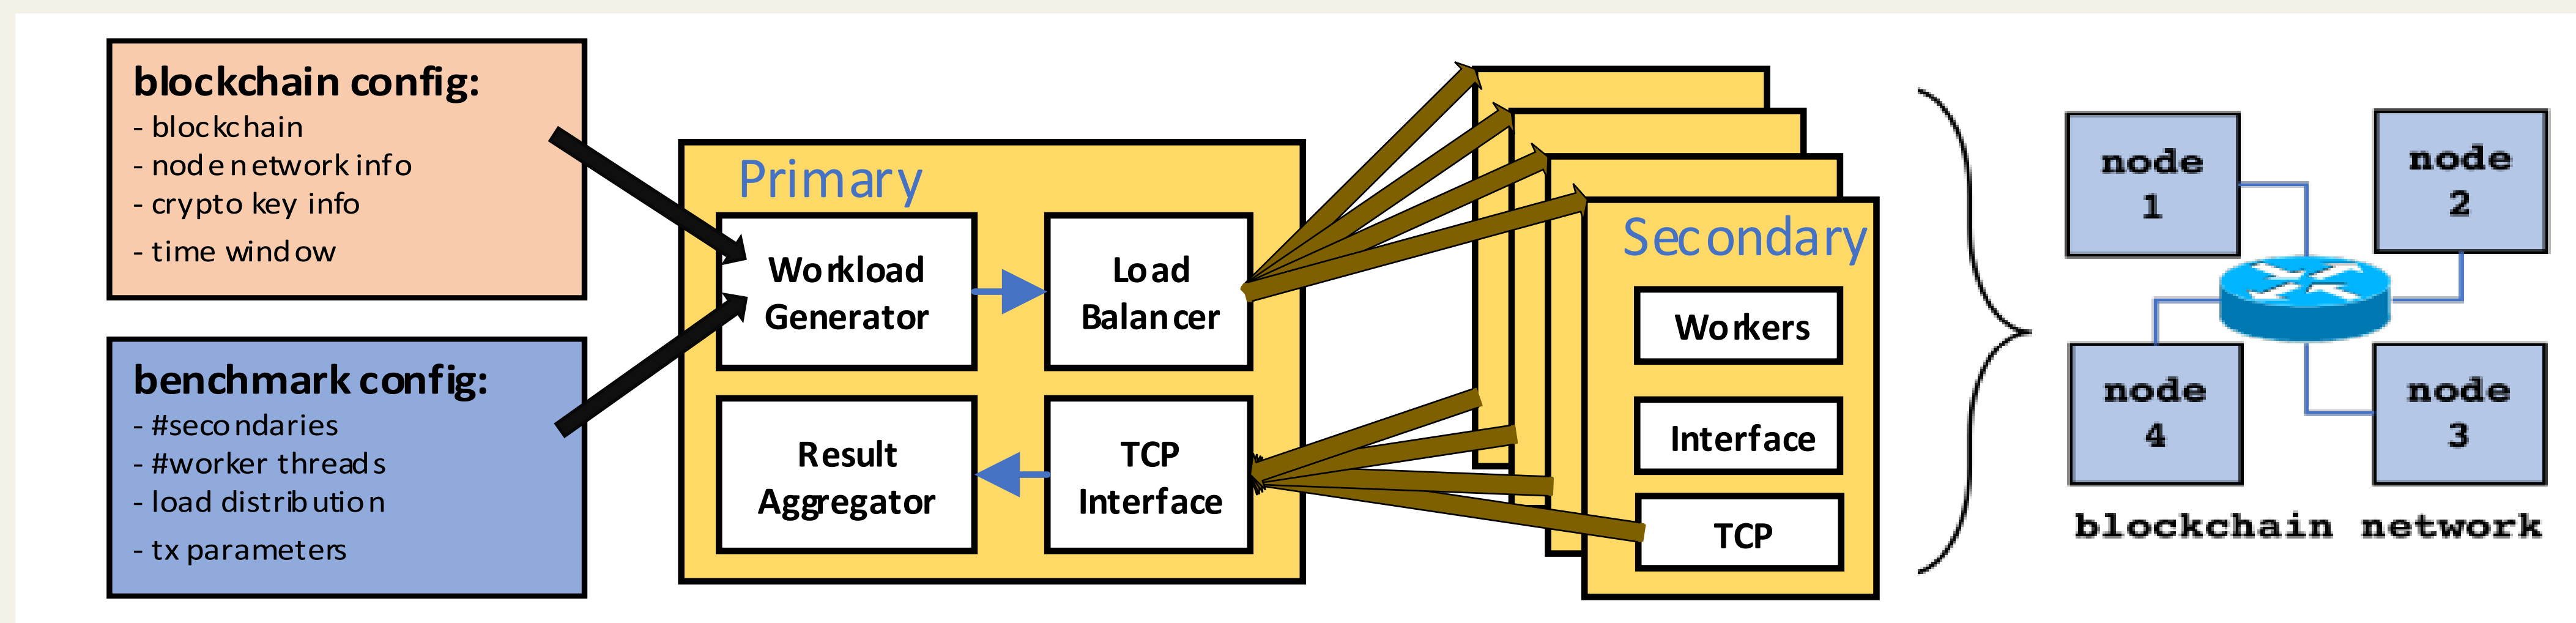 blockchain config:
- blockchain
- node network info
- crypto key info
- time window
benchmark config:
- #secondaries
- #worker threads
- load distribution
- tx parameters
Primary
Workload
Generator
Load
Balancer
Result
Aggregator
TCP
Interface
Secondary
Workers
Interface
TCP
node
1
node
2
node
4
node
3
blockchain network